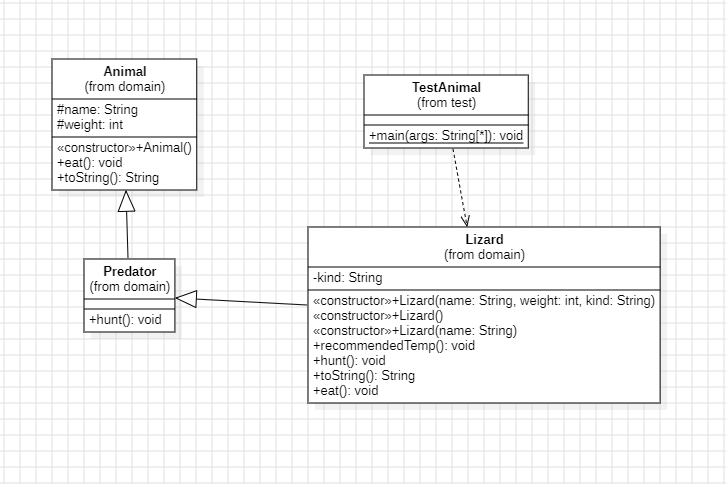 Animal
(from domain)
#name: String
#weight: int
«constructor»+Animal()
+eat(): void
+toString(): String
TestAnimal
(from test)
+main(args: String[*]): void
Predator
(from domain)
+hunt(): void
Lizard
(from domain)
-kind: String
«constructor»+Lizard(name: String, weight: int, kind: String)
«constructor»+Lizard()
«constructor»+Lizard(name: String)
+recommendedTemp(): void
+hunt(): void
+toString(): String
+eat(): void